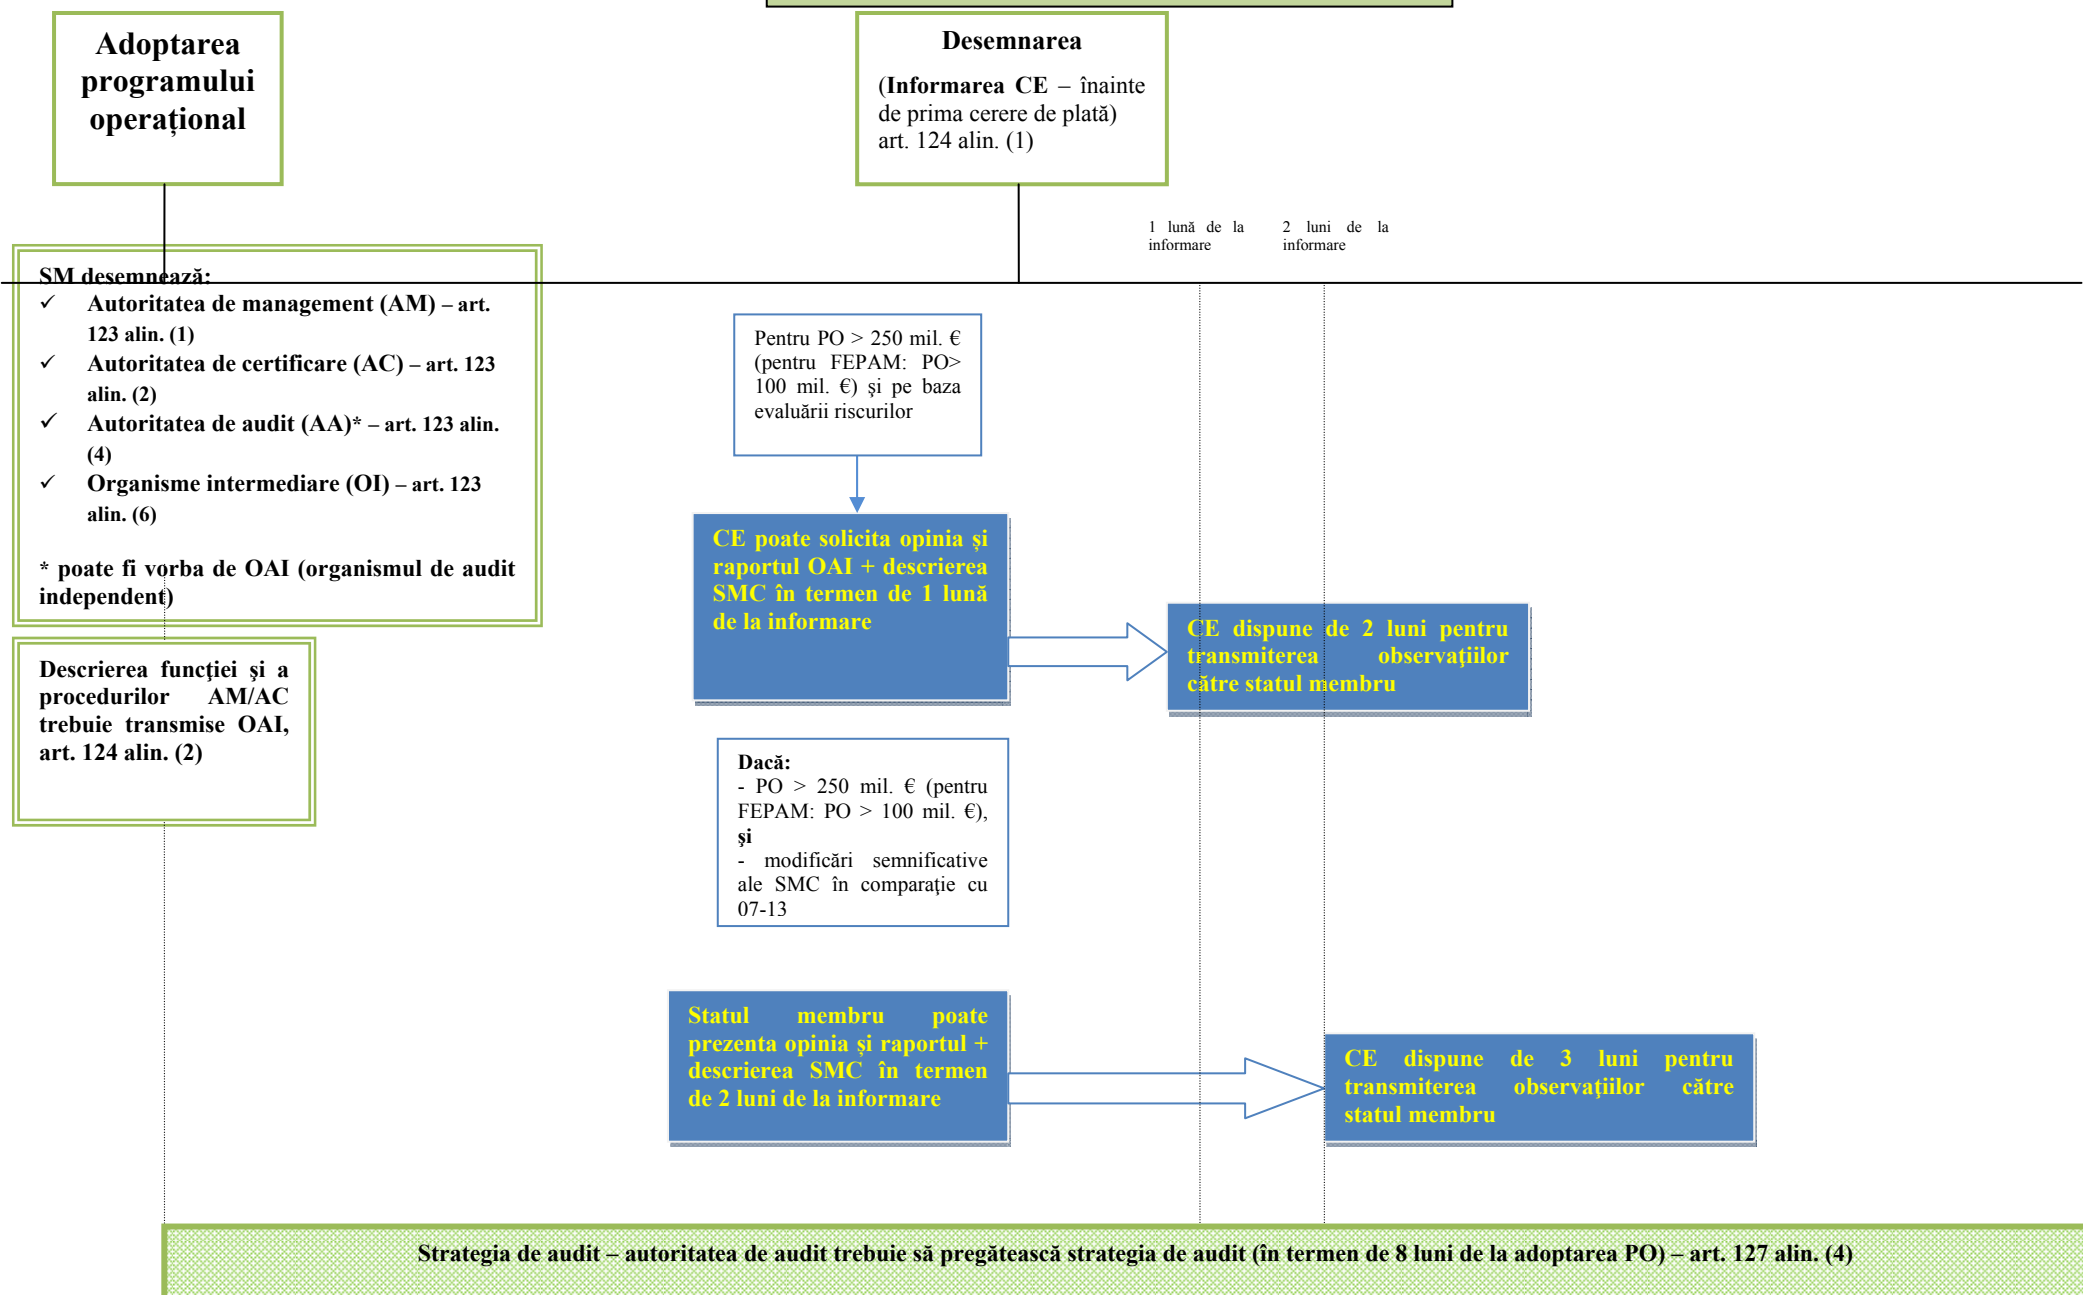 Adoptarea
programului
operațional
Desemnarea
(Informarea CE – înainte
de prima cerere de plată)
art. 124 alin. (1)
1 lună de la
informare
2 luni de la
informare
SM desemnează:
✓ Autoritatea de management (AM) – art.
123 alin. (1)
✓ Autoritatea de certificare (AC) – art. 123
alin. (2)
✓ Autoritatea de audit (AA)* – art. 123 alin.
(4)
✓ Organisme intermediare (OI) – art. 123
alin. (6)
* poate fi vorba de OAI (organismul de audit
independent)
Descrierea funcţiei şi a
procedurilor AM/AC
trebuie transmise OAI,
art. 124 alin. (2)
Pentru PO > 250 mil. €
(pentru FEPAM: PO>
100 mil. €) şi pe baza
evaluării riscurilor
CE poate solicita opinia și
raportul OAI + descrierea
SMC în termen de 1 lună
de la informare
CE dispune de 2 luni pentru
transmiterea observaţiilor
către statul membru
Dacă:
- PO > 250 mil. € (pentru
FEPAM: PO > 100 mil. €),
şi
- modificări semnificative
ale SMC în comparaţie cu
07-13
Statul membru poate
prezenta opinia și raportul +
descrierea SMC în termen
de 2 luni de la informare
CE dispune de 3 luni pentru
transmiterea observaţiilor către
statul membru
Strategia de audit – autoritatea de audit trebuie să pregătească strategia de audit (în termen de 8 luni de la adoptarea PO) – art. 127 alin. (4)